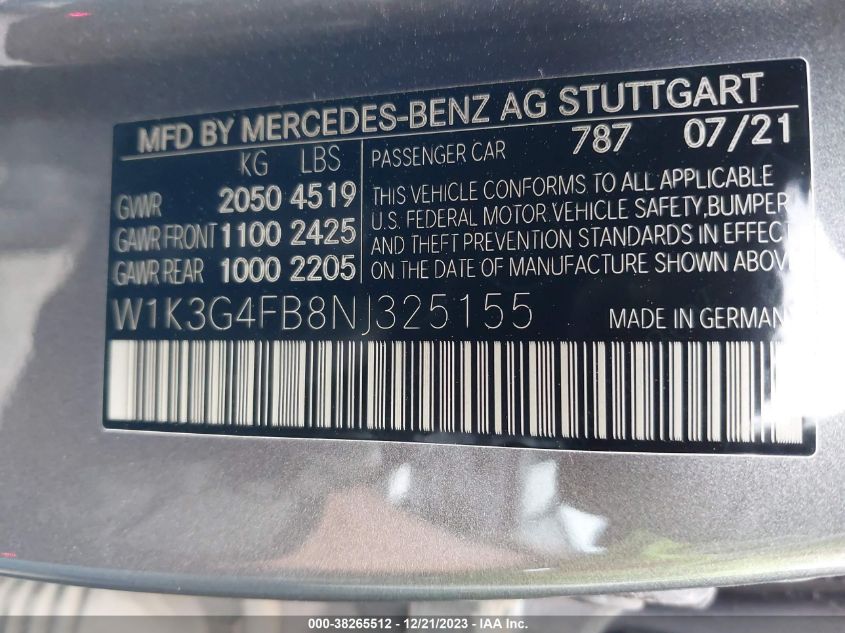 MFD BY MERCEDES-BENZ AG STUTTGART
KG LBS
GVWR 2050 4519
GAWR FRONT 1100 2425
GAWR REAR 1000 2205
PASSENGER CAR 787 07/21
THIS VEHICLE CONFORMS TO ALL APPLICABLE
U.S. FEDERAL MOTOR VEHICLE SAFETY,BUMPER
AND THEFT PREVENTION STANDARDS IN EFFECT
ON THE DATE OF MANUFACTURE SHOWN ABOV
W1K3G4FB8NJ325155 MADE IN GERMAN
000-38265512 - 12/21/2023 - IAA Inc.